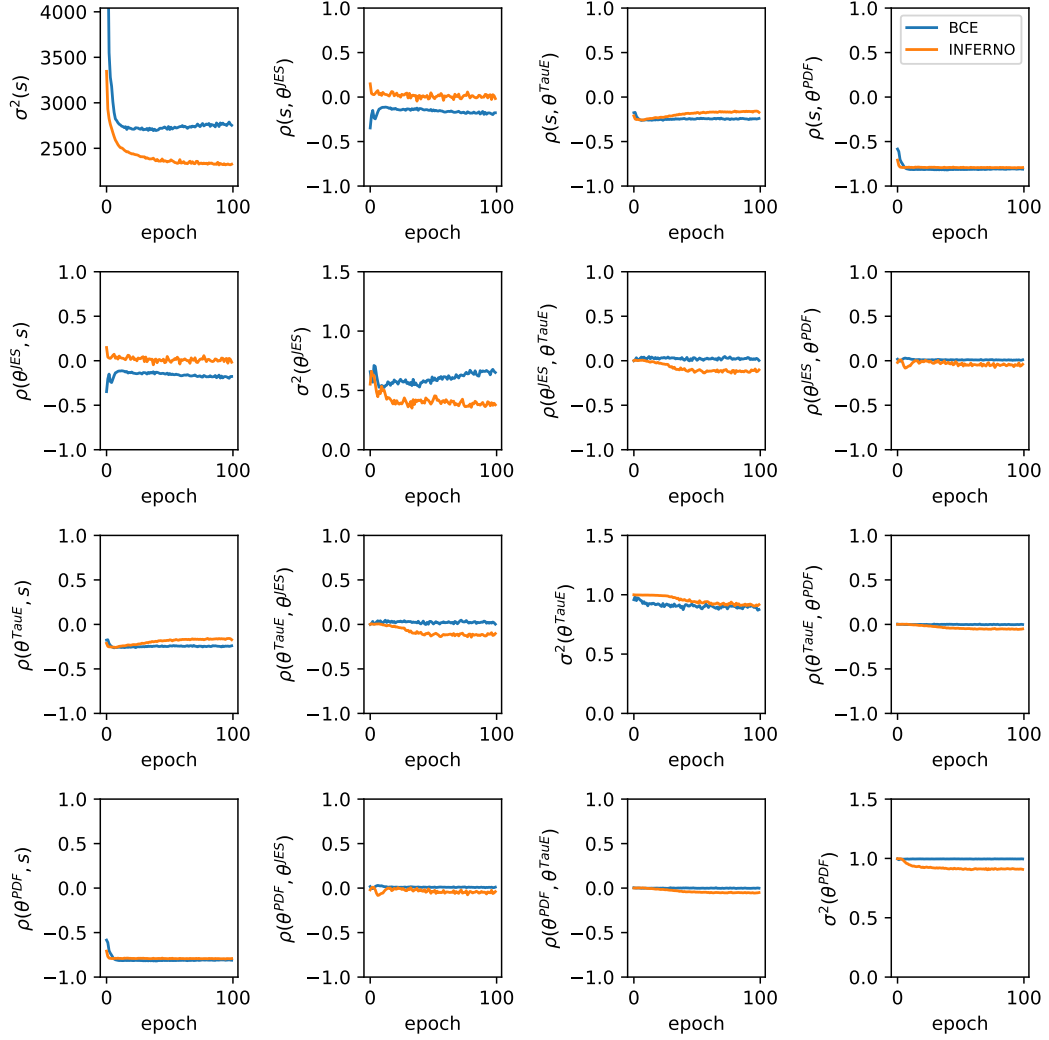 4000
3500
3000
2500
σ²(s)
0 100
epoch
1.0
0.5
0.0
−0.5
−1.0
ρ(s, θ^JES)
0 100
epoch
1.0
0.5
0.0
−0.5
−1.0
ρ(s, θ^TauE)
0 100
epoch
1.0
0.5
0.0
−0.5
−1.0
ρ(s, θ^PDF)
BCE
INFERNO
0 100
epoch
1.0
0.5
0.0
−0.5
−1.0
ρ(θ^JES, s)
0 100
epoch
1.5
1.0
0.5
0.0
σ²(θ^JES)
0 100
epoch
1.0
0.5
0.0
−0.5
−1.0
ρ(θ^JES, θ^TauE)
0 100
epoch
1.0
0.5
0.0
−0.5
−1.0
ρ(θ^JES, θ^PDF)
0 100
epoch
1.0
0.5
0.0
−0.5
−1.0
ρ(θ^TauE, s)
0 100
epoch
1.0
0.5
0.0
−0.5
−1.0
ρ(θ^TauE, θ^JES)
0 100
epoch
1.5
1.0
0.5
0.0
σ²(θ^TauE)
0 100
epoch
1.0
0.5
0.0
−0.5
−1.0
ρ(θ^TauE, θ^PDF)
0 100
epoch
1.0
0.5
0.0
−0.5
−1.0
ρ(θ^PDF, s)
0 100
epoch
1.0
0.5
0.0
−0.5
−1.0
ρ(θ^PDF, θ^JES)
0 100
epoch
1.0
0.5
0.0
−0.5
−1.0
ρ(θ^PDF, θ^TauE)
0 100
epoch
1.5
1.0
0.5
0.0
σ²(θ^PDF)
0 100
epoch